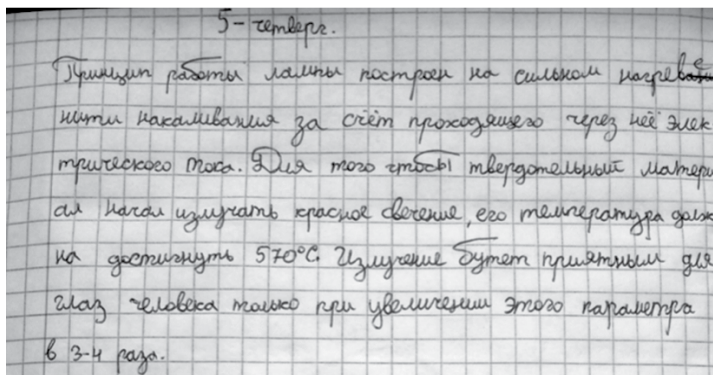 5 - четверг.
Принцип работы лампы построен на сильном нагреве
нити накаливания за счёт проходящего через неё элек
трического тока. Для того чтобы твердотельный матери
ал начал излучать красное свечение, его температура долж
на достигнуть 570°C. Излучение бутет приятным для
глаз человека только при увеличении этого параметра
в 3-4 раза.